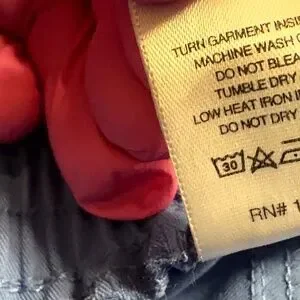 TURN GARMENT INSI
MACHINE WASH
DO NOT BLEA
TUMBLE DRY
LOW HEAT IRON I
DO NOT DRY
30
RN# 1